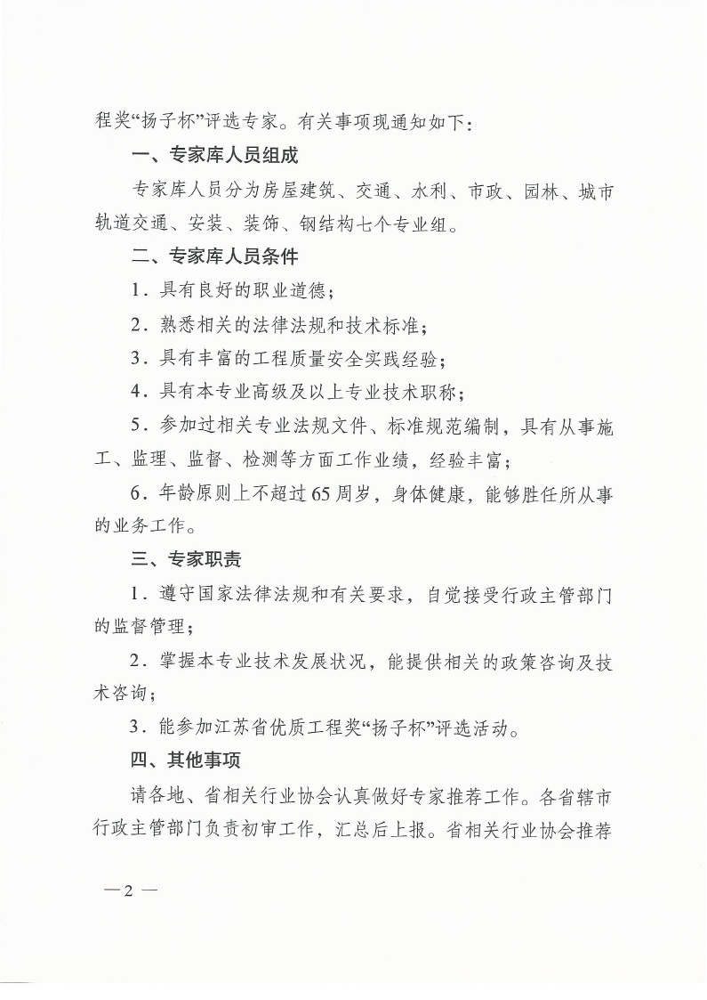 程奖“扬子杯”评选专家。有关事项现通知如下：
一、专家库人员组成
专家库人员分为房屋建筑、交通、水利、市政、园林、城市
轨道交通、安装、装饰、钢结构七个专业组。
二、专家库人员条件
1．具有良好的职业道德；
2．熟悉相关的法律法规和技术标准；
3．具有丰富的工程质量安全实践经验；
4．具有本专业高级及以上专业技术职称；
5．参加过相关专业法规文件、标准规范编制，具有从事施
工、监理、监督、检测等方面工作业绩，经验丰富；
6．年龄原则上不超过 65 周岁，身体健康，能够胜任所从事
的业务工作。
三、专家职责
1．遵守国家法律法规和有关要求，自觉接受行政主管部门
的监督管理；
2．掌握本专业技术发展状况，能提供相关的政策咨询及技
术咨询；
3．能参加江苏省优质工程奖“扬子杯”评选活动。
四、其他事项
请各地、省相关行业协会认真做好专家推荐工作。各省辖市
行政主管部门负责初审工作，汇总后上报。省相关行业协会推荐
— 2 —